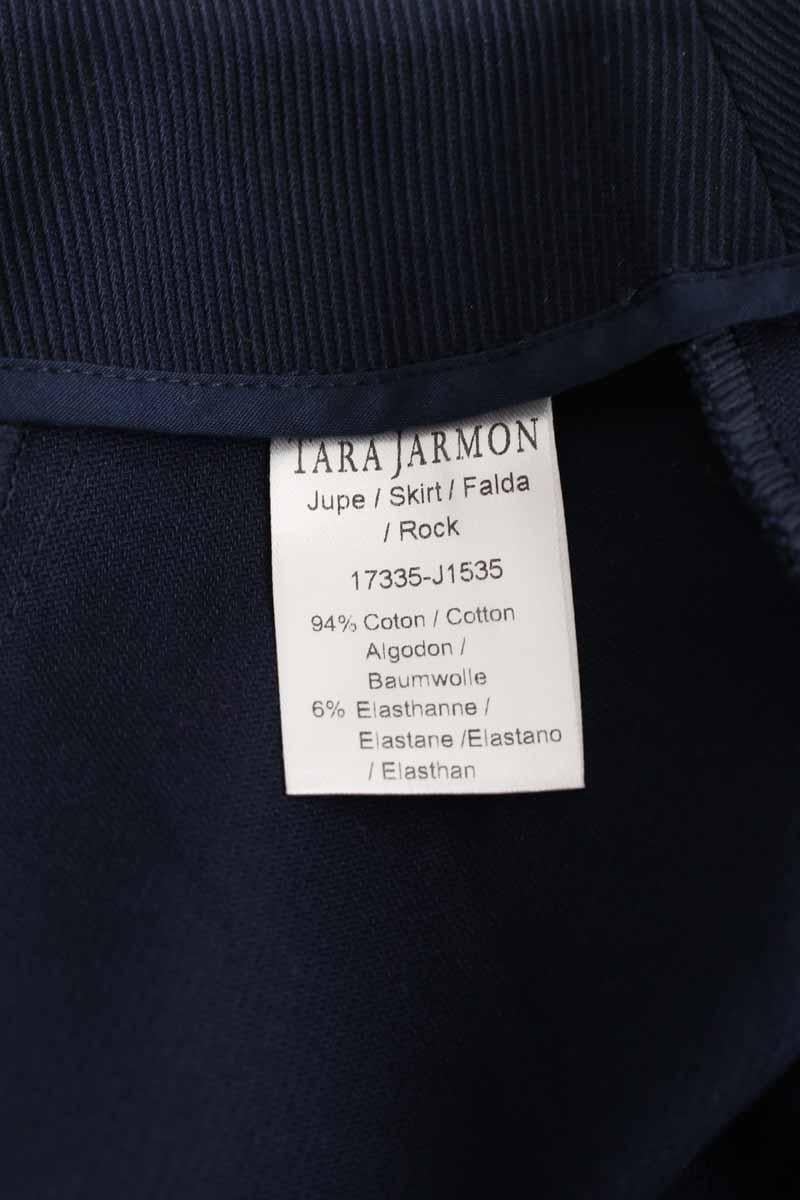 TARA JARMON
Jupe / Skirt / Falda
/ Rock
17335-J1535
94% Coton / Cotton
Algodon /
Baumwolle
6% Elasthanne /
Elastane /Elastano
/ Elasthan